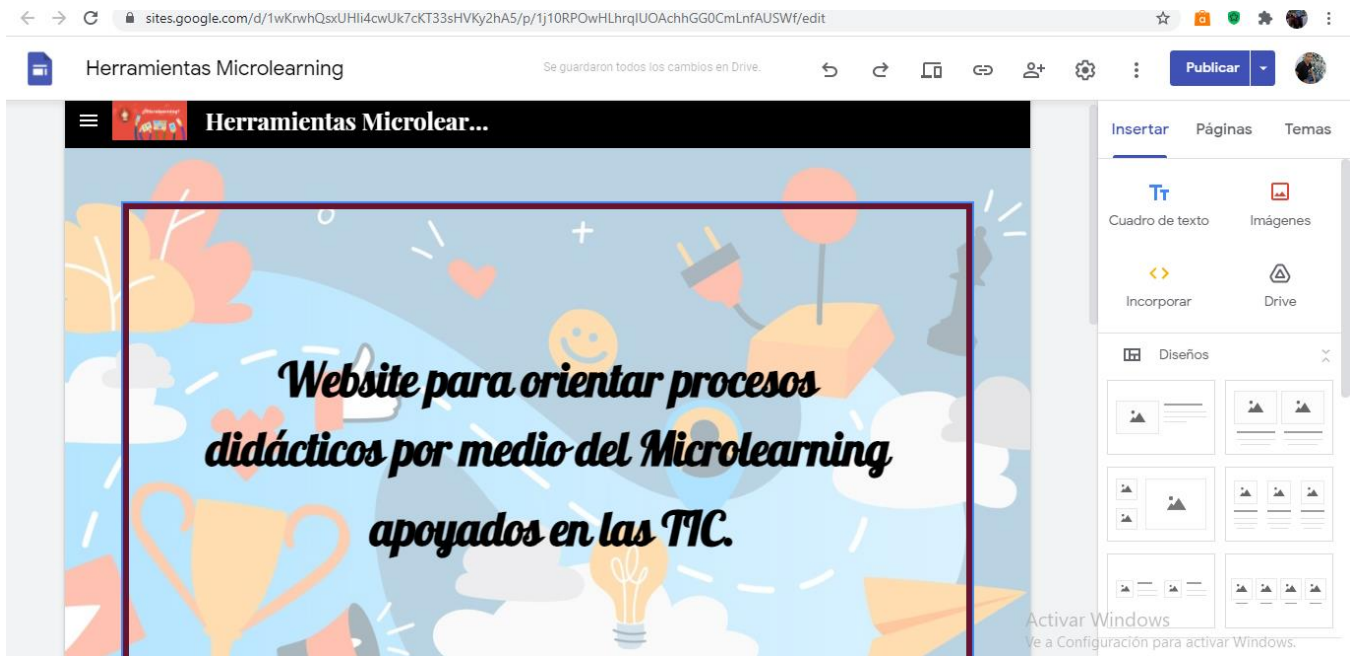 sites.google.com/d/1wKrwhQsxUHIi4cwUk7cKT33sHVKy2hA5/p/1j10RPOwHLhrqIUOAchhGG0CmLnfAUSWf/edit
Herramientas Microlearning
Se guardaron todos los cambios en Drive.
Publicar
Herramientas Microlear...
Insertar Páginas Temas
Cuadro de texto Imágenes
Incorporar Drive
Diseños
Website para orientar procesos
didácticos por medio del Microlearning
apoyados en las TIC.
Activar Windows
Ve a Configuración para activar Windows.